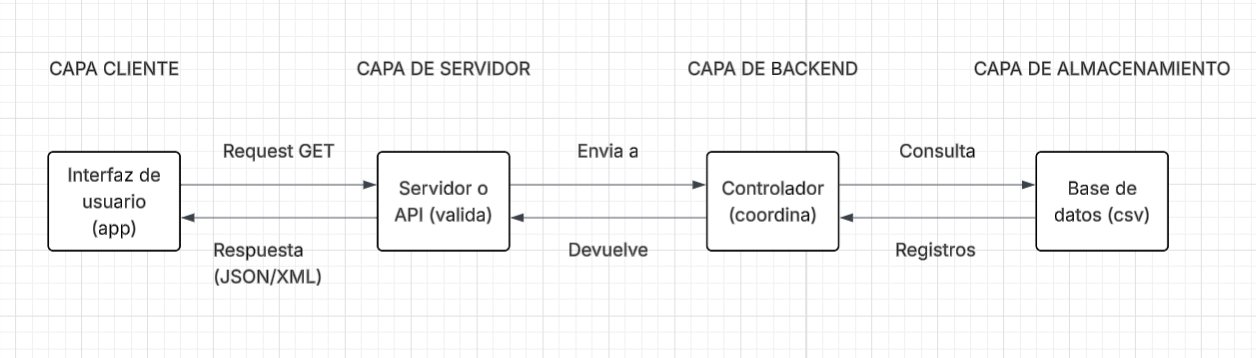 CAPA CLIENTE
CAPA DE SERVIDOR
CAPA DE BACKEND
CAPA DE ALMACENAMIENTO
Request GET
Envia a
Consulta
Interfaz de
usuario
(app)
Servidor o
API (valida)
Controlador
(coordina)
Base de
datos (csv)
Respuesta
(JSON/XML)
Devuelve
Registros